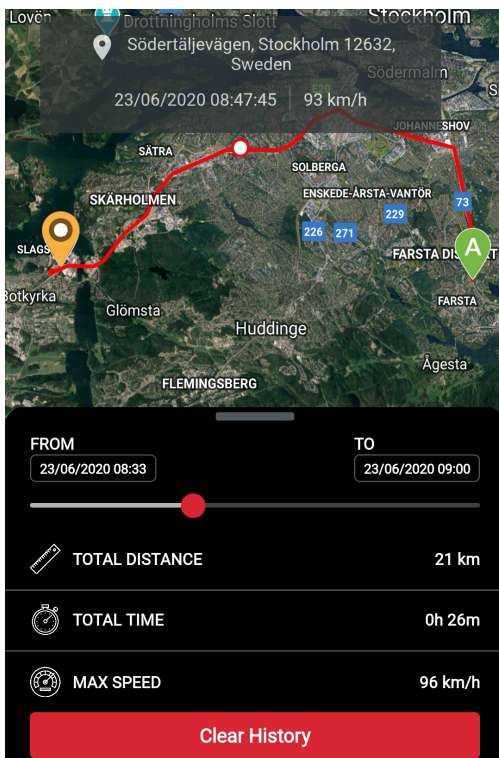 Lovön
Drottningholms Slott
Stockholm
Södertäljevägen, Stockholm 12632,
Sweden
Södermalm
23/06/2020 08:47:45
93 km/h
JOHANNESHOV
SÄTRA
SOLBERGA
SKÄRHOLMEN
ENSKEDE-ÅRSTA-VANTÖR
73
229
226
271
SLAGS
A
FARSTA DIS
T
Botkyrka
Glömsta
FARSTA
Huddinge
Ågesta
FLEMINGSBERG
FROM
TO
23/06/2020 08:33
23/06/2020 09:00
TOTAL DISTANCE
21 km
TOTAL TIME
0h 26m
MAX SPEED
96 km/h
Clear History